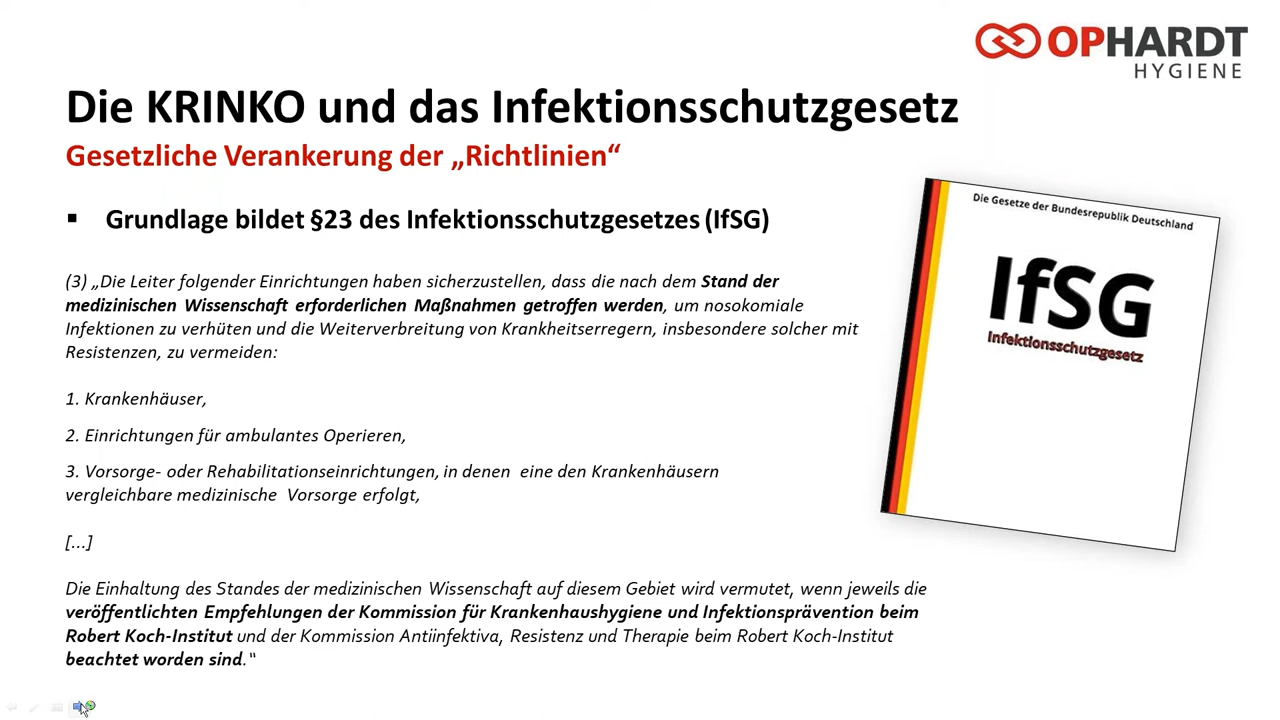 OPHARDT
HYGIENE
Die KRINKO und das Infektionsschutzgesetz
Gesetzliche Verankerung der „Richtlinien“
▪ Grundlage bildet §23 des Infektionsschutzgesetzes (IfSG)
(3) „Die Leiter folgender Einrichtungen haben sicherzustellen, dass die nach dem Stand der
medizinischen Wissenschaft erforderlichen Maßnahmen getroffen werden, um nosokomiale
Infektionen zu verhüten und die Weiterverbreitung von Krankheitserregern, insbesondere solcher mit
Resistenzen, zu vermeiden:
1. Krankenhäuser,
2. Einrichtungen für ambulantes Operieren,
3. Vorsorge- oder Rehabilitationseinrichtungen, in denen eine den Krankenhäusern
vergleichbare medizinische Vorsorge erfolgt,
[...]
Die Einhaltung des Standes der medizinischen Wissenschaft auf diesem Gebiet wird vermutet, wenn jeweils die
veröffentlichten Empfehlungen der Kommission für Krankenhaushygiene und Infektionsprävention beim
Robert Koch-Institut und der Kommission Antiinfektiva, Resistenz und Therapie beim Robert Koch-Institut
beachtet worden sind.“
Die Gesetze der Bundesrepublik Deutschland
IfSG
Infektionsschutzgesetz